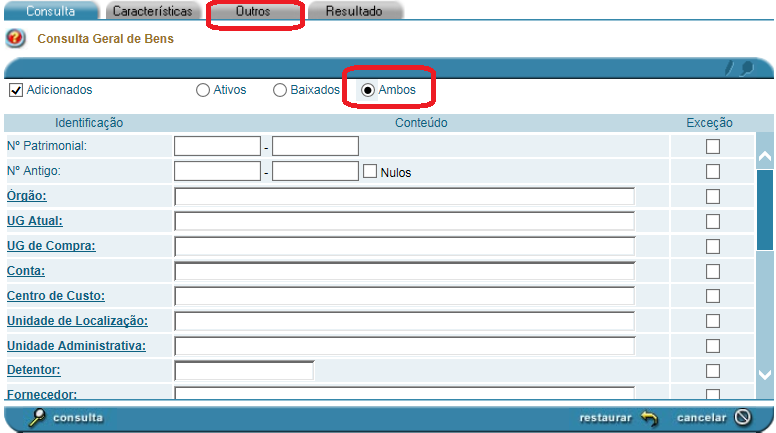 Consulta Características Outros Resultado
Consulta Geral de Bens
Adicionados Ativos Baixados Ambos
Identificação Conteúdo Exceção
Nº Patrimonial: -
Nº Antigo: - Nulos
Órgão:
UG Atual:
UG de Compra:
Conta:
Centro de Custo:
Unidade de Localização:
Unidade Administrativa:
Detentor:
Fornecedor:
consulta restaurar cancelar